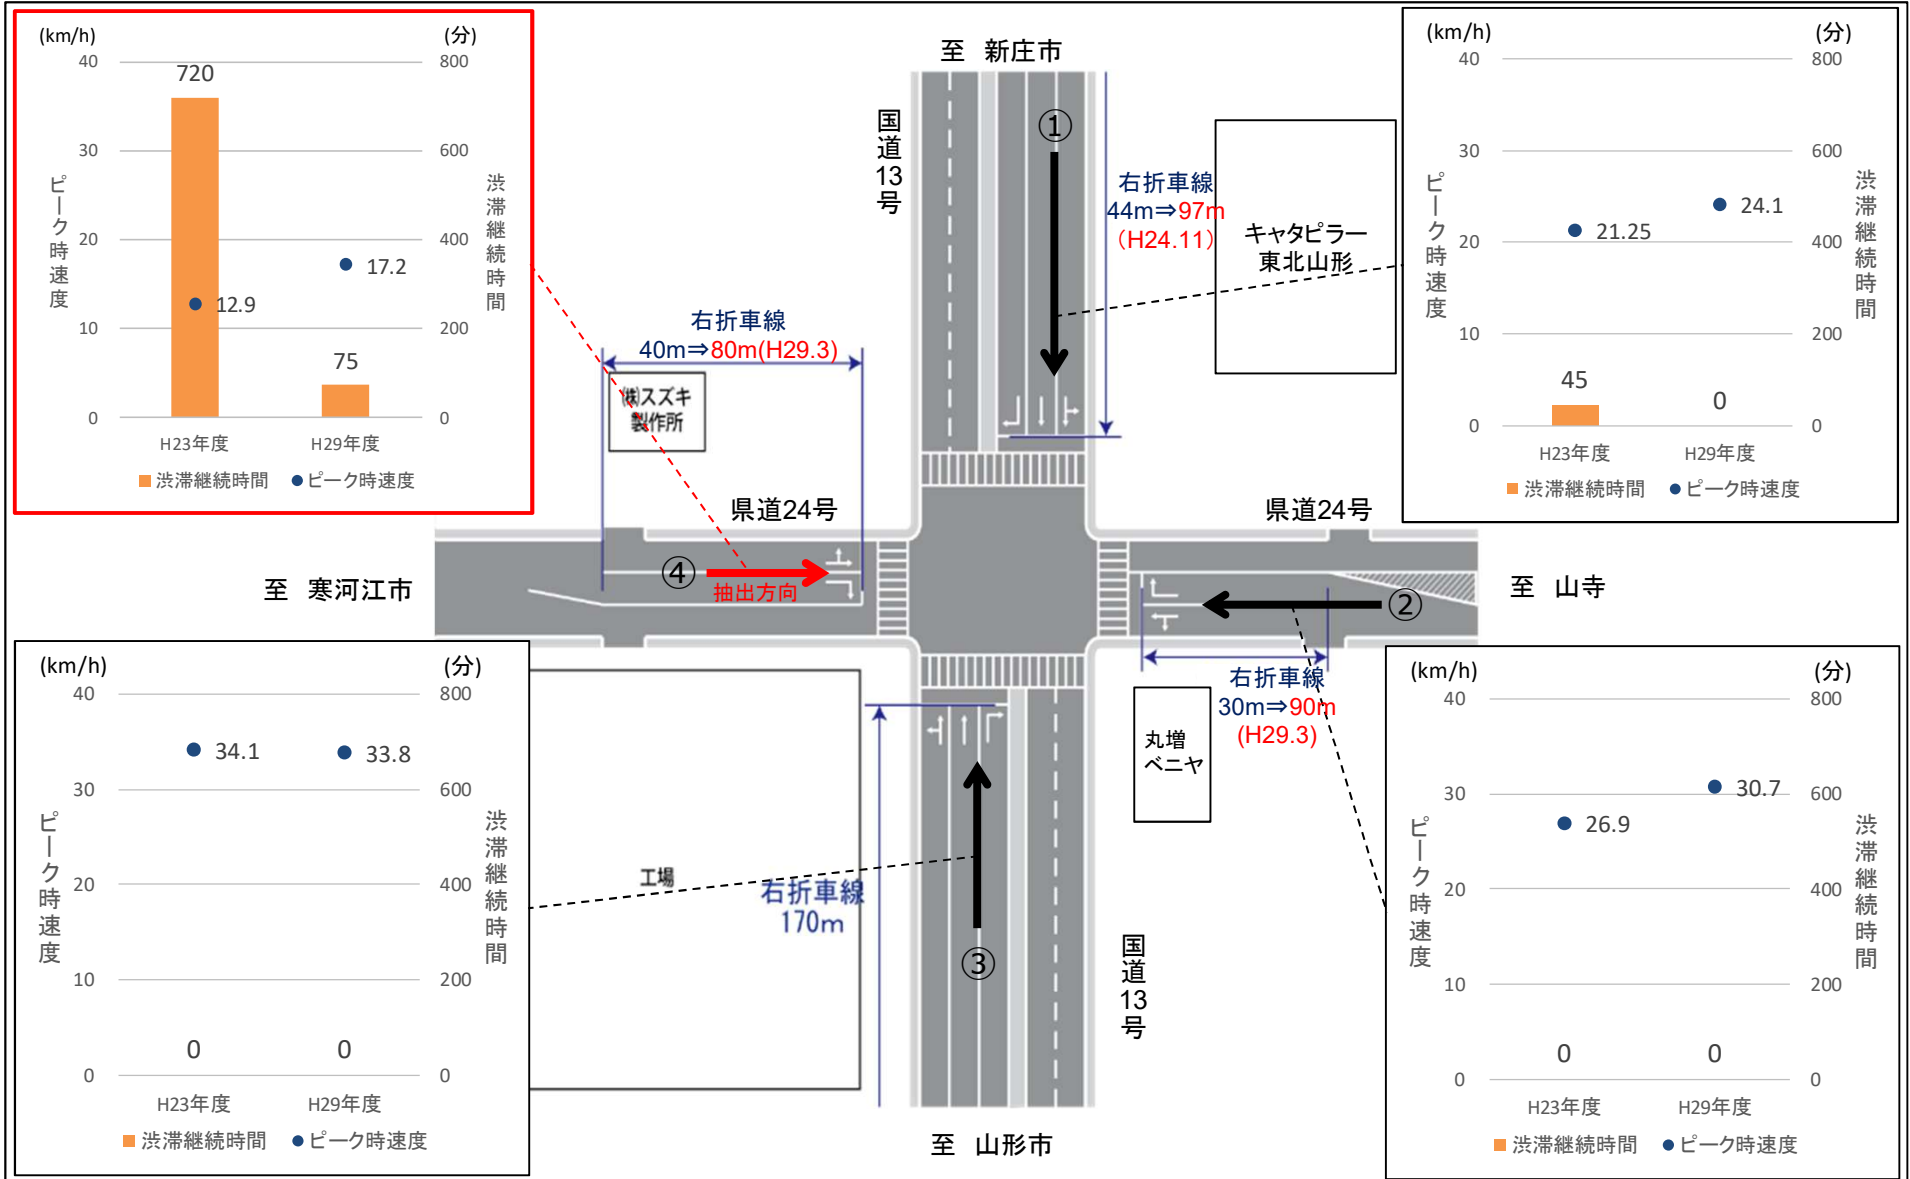 (km/h)
(分)
40
30
20
10
0
800
600
400
200
0
ピーク時速度
渋滞継続時間
720
12.9
17.2
75
H23年度
H29年度
渋滞継続時間
ピーク時速度
至 新庄市
国道13号
①
右折車線
44m⇒97m
(H24.11)
キャタピラー
東北山形
(km/h)
(分)
40
30
20
10
0
800
600
400
200
0
ピーク時速度
渋滞継続時間
21.25
24.1
45
0
H23年度
H29年度
渋滞継続時間
ピーク時速度
右折車線
40m⇒80m(H29.3)
㈱スズキ
製作所
県道24号
県道24号
至 寒河江市
④
抽出方向
②
至 山寺
(km/h)
(分)
40
30
20
10
0
800
600
400
200
0
ピーク時速度
渋滞継続時間
34.1
33.8
0
0
H23年度
H29年度
渋滞継続時間
ピーク時速度
工場
右折車線
170m
③
国道13号
至 山形市
右折車線
30m⇒90m
(H29.3)
丸増
ベニヤ
(km/h)
(分)
40
30
20
10
0
800
600
400
200
0
ピーク時速度
渋滞継続時間
26.9
30.7
0
0
H23年度
H29年度
渋滞継続時間
ピーク時速度